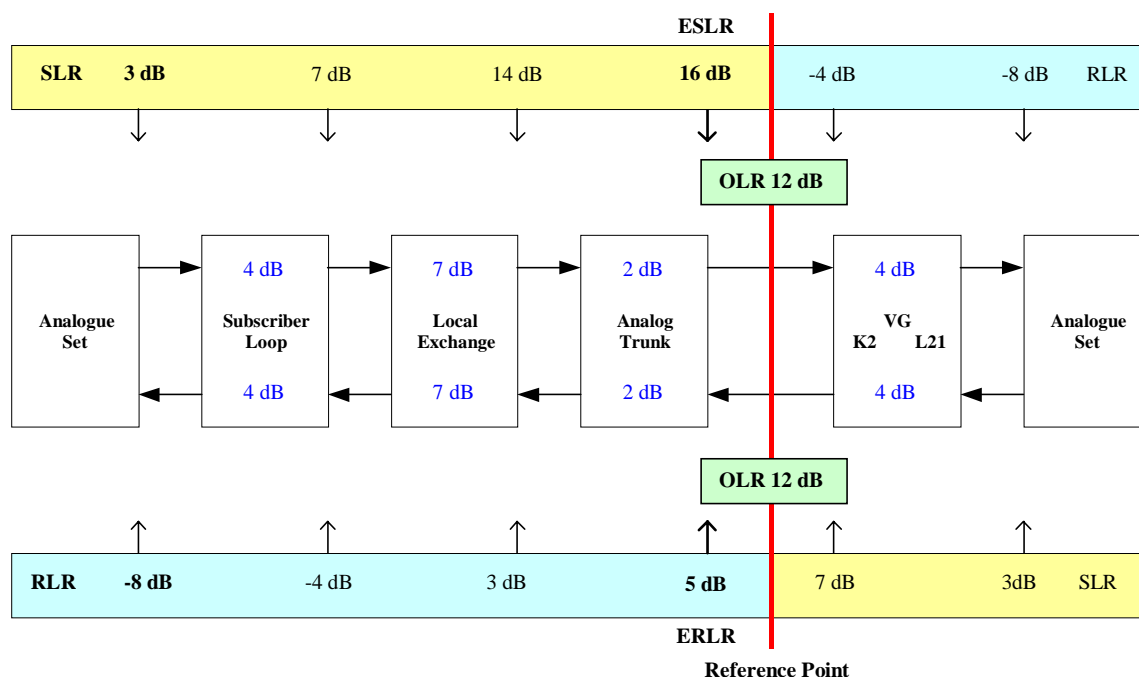 ESLR
SLR 3 dB 7 dB 14 dB 16 dB -4 dB -8 dB RLR
OLR 12 dB
4 dB 7 dB 2 dB 4 dB
Analogue Set
Subscriber Loop
Local Exchange
Analog Trunk
VG
K2 L21
Analogue Set
4 dB 7 dB 2 dB 4 dB
OLR 12 dB
RLR -8 dB -4 dB 3 dB 5 dB 7 dB 3dB SLR
ERLR
Reference Point